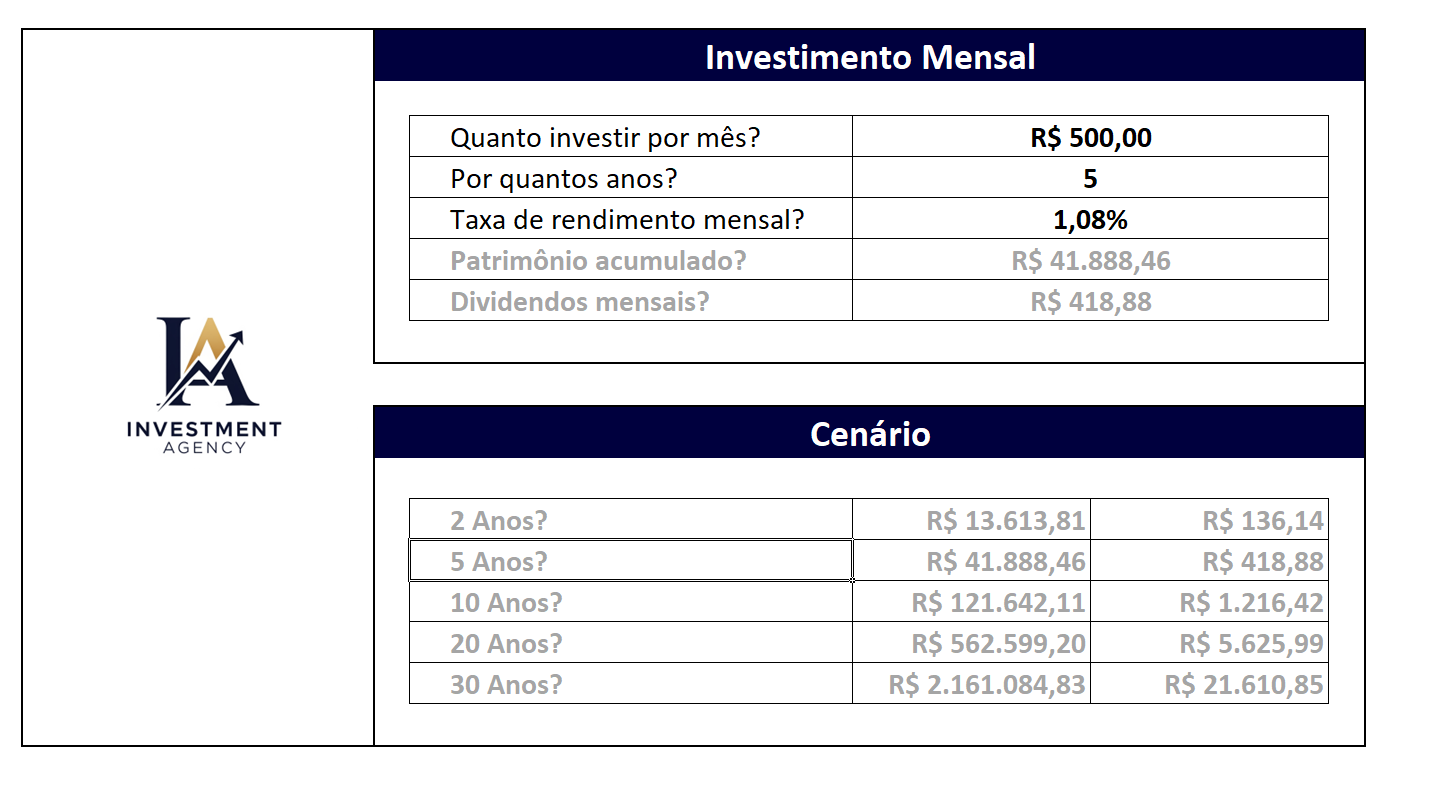 Investimento Mensal
Quanto investir por mês? R$ 500,00
Por quantos anos? 5
Taxa de rendimento mensal? 1,08%
Patrimônio acumulado? R$ 41.888,46
Dividendos mensais? R$ 418,88
IA
INVESTMENT
AGENCY
Cenário
2 Anos? R$ 13.613,81 R$ 136,14
5 Anos? R$ 41.888,46 R$ 418,88
10 Anos? R$ 121.642,11 R$ 1.216,42
20 Anos? R$ 562.599,20 R$ 5.625,99
30 Anos? R$ 2.161.084,83 R$ 21.610,85